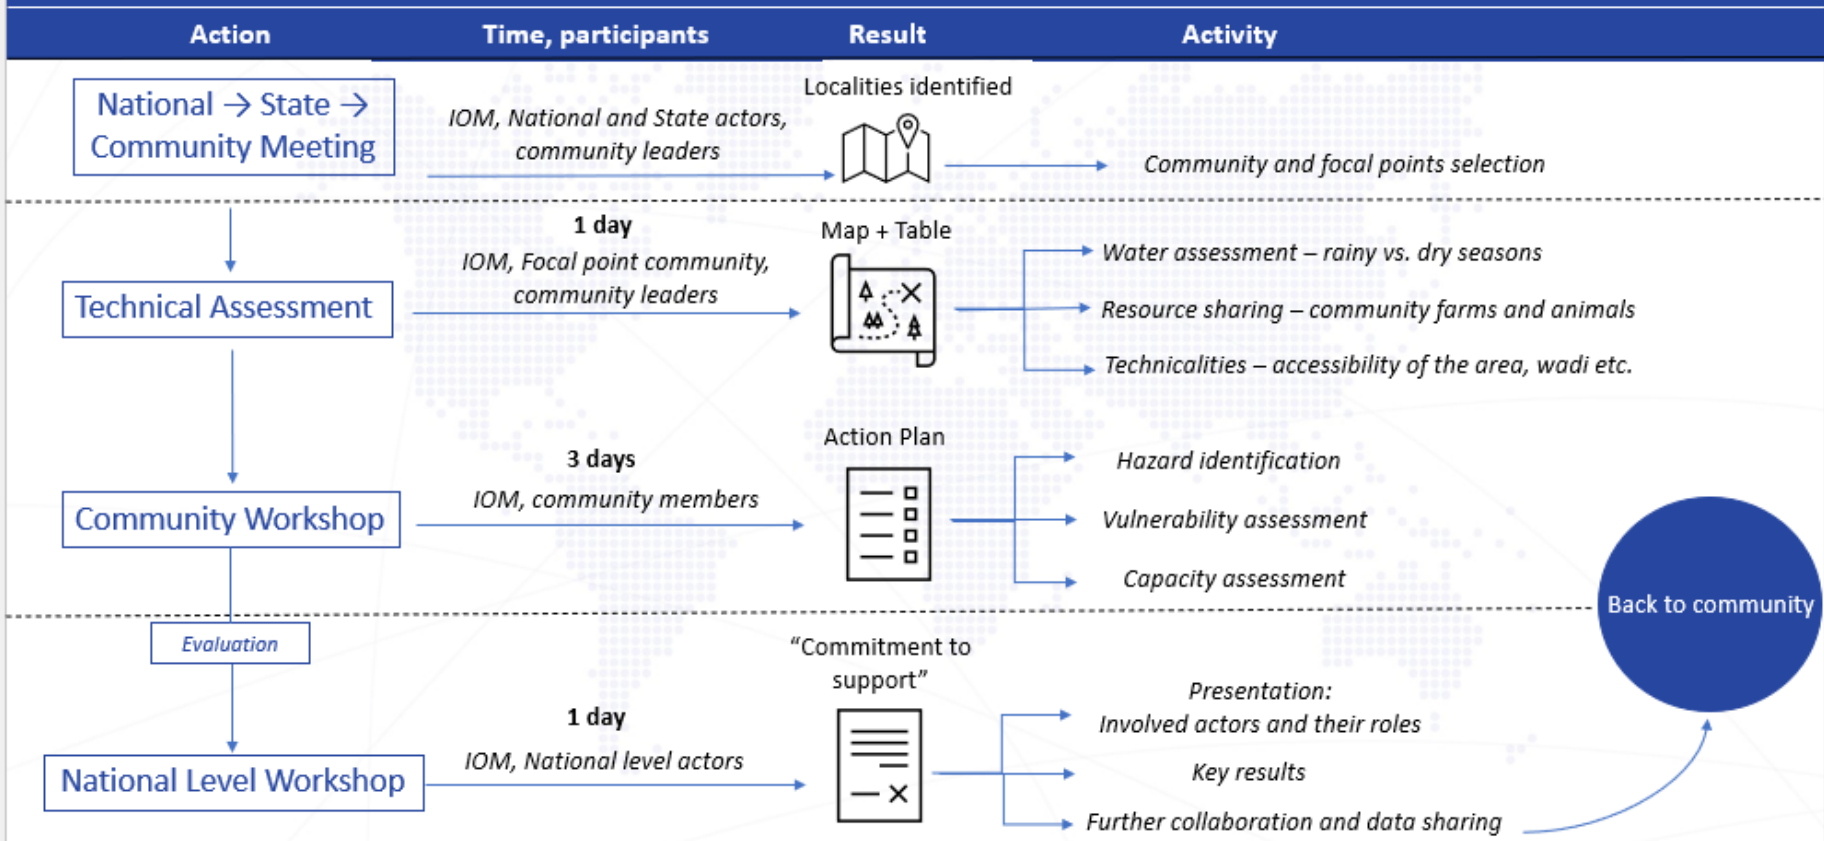 Action
Time, participants
Result
Activity
National → State →
Community Meeting
IOM, National and State actors,
community leaders
Localities identified
Community and focal points selection
Technical Assessment
1 day
IOM, Focal point community,
community leaders
Map + Table
Water assessment – rainy vs. dry seasons
Resource sharing – community farms and animals
Technicalities – accessibility of the area, wadi etc.
Community Workshop
3 days
IOM, community members
Action Plan
Hazard identification
Vulnerability assessment
Capacity assessment
Back to community
Evaluation
National Level Workshop
1 day
IOM, National level actors
“Commitment to
support”
Presentation:
Involved actors and their roles
Key results
Further collaboration and data sharing